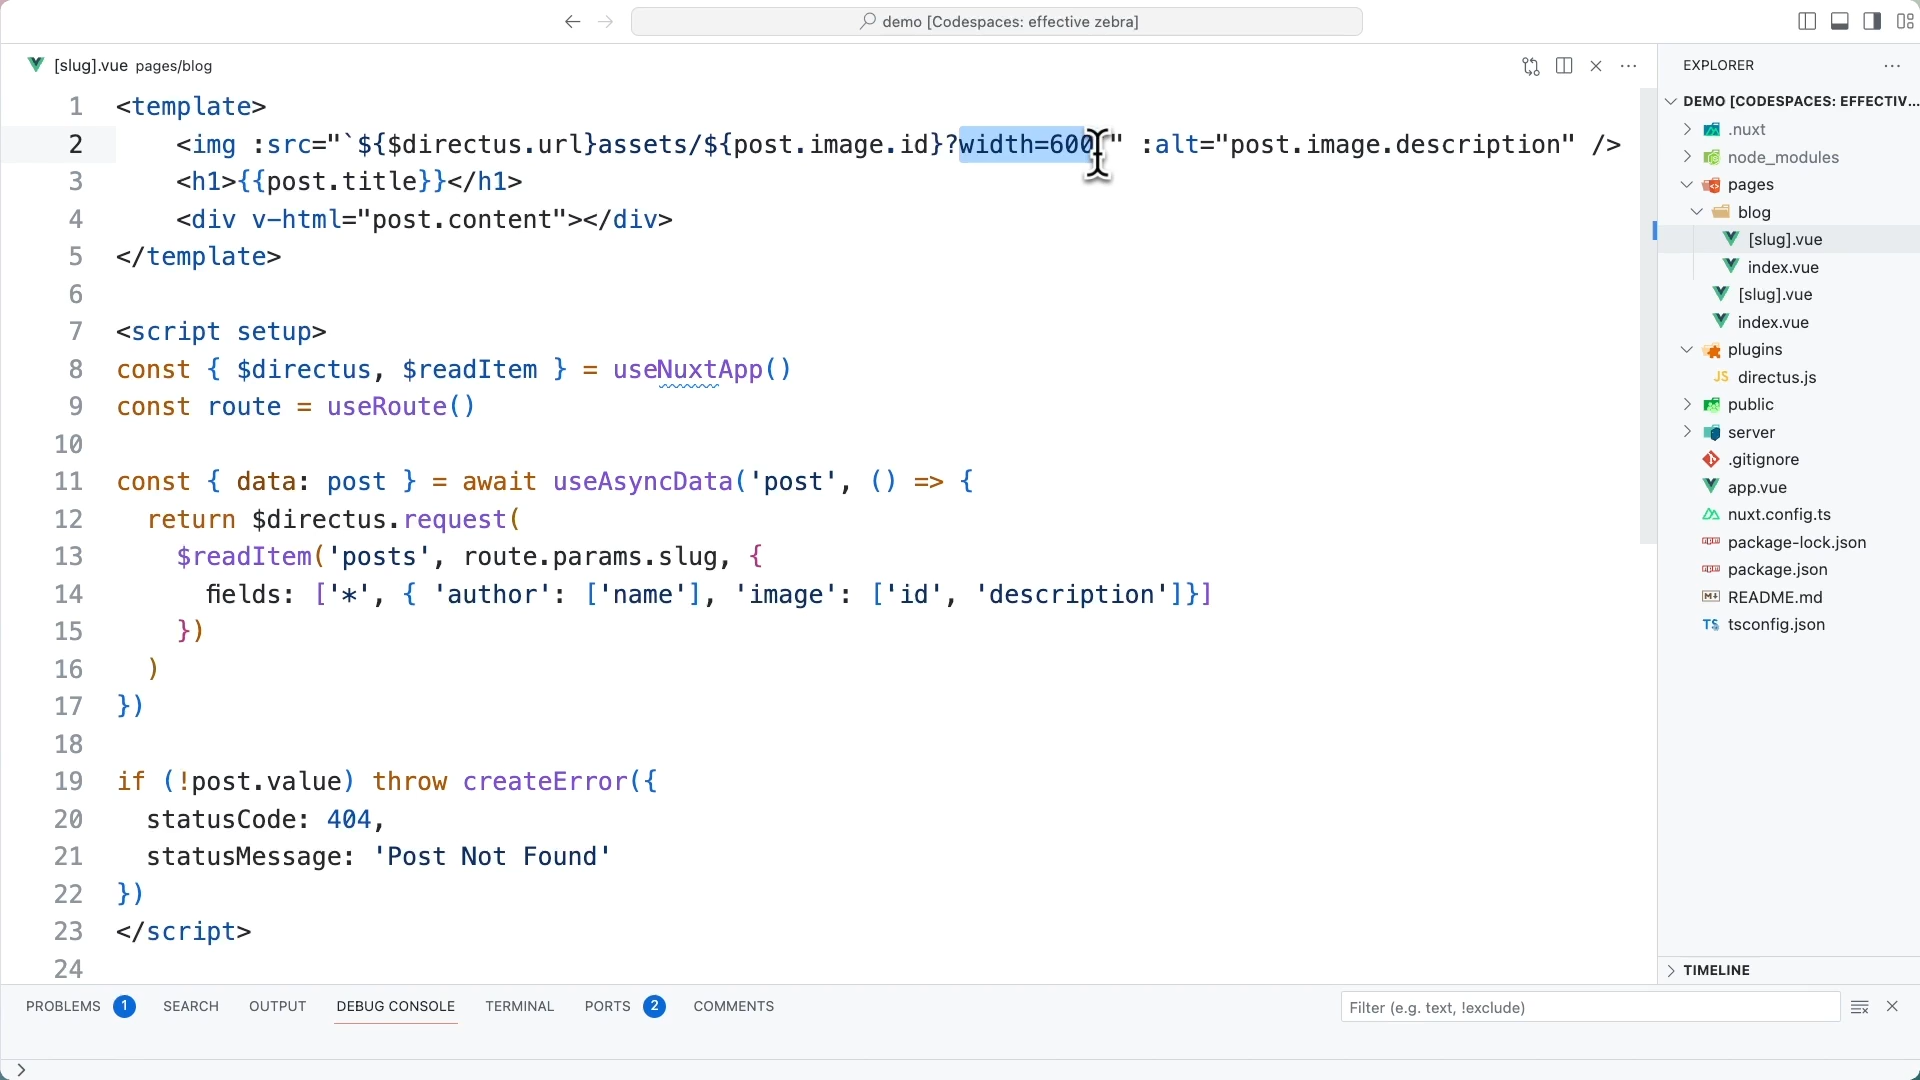 demo [Codespaces: effective zebra]
[slug].vue pages/blog
1 <template>
2 <img :src="`${$directus.url}assets/${post.image.id}?width=600`" :alt="post.image.description" />
3 <h1>{{post.title}}</h1>
4 <div v-html="post.content"></div>
5 </template>
6
7 <script setup>
8 const { $directus, $readItem } = useNuxtApp()
9 const route = useRoute()
10
11 const { data: post } = await useAsyncData('post', () => {
12 return $directus.request(
13 $readItem('posts', route.params.slug, {
14 fields: ['*', { 'author': ['name'], 'image': ['id', 'description']}]
15 })
16 )
17 })
18
19 if (!post.value) throw createError({
20 statusCode: 404,
21 statusMessage: 'Post Not Found'
22 })
23 </script>
24
EXPLORER
DEMO [CODESPACES: EFFECTIV...
.nuxt
node_modules
pages
blog
[slug].vue
index.vue
[slug].vue
index.vue
plugins
JS directus.js
public
server
.gitignore
app.vue
nuxt.config.ts
package-lock.json
package.json
README.md
TS tsconfig.json
TIMELINE
PROBLEMS 1 SEARCH OUTPUT DEBUG CONSOLE TERMINAL PORTS 2 COMMENTS
Filter (e.g. text, !exclude)